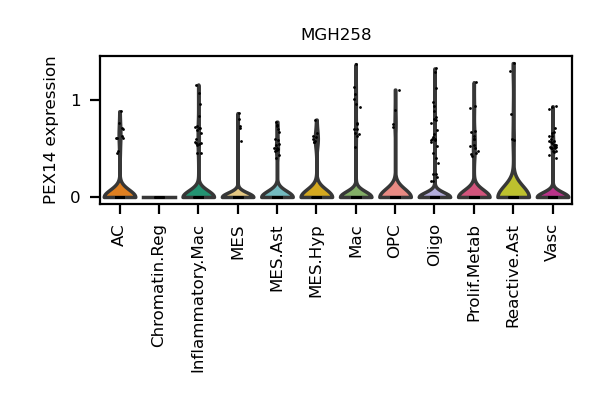 MGH258
PEX14 expression
1
0
AC
Chromatin.Reg
Inflammatory.Mac
MES
MES.Ast
MES.Hyp
Mac
OPC
Oligo
Prolif.Metab
Reactive.Ast
Vasc